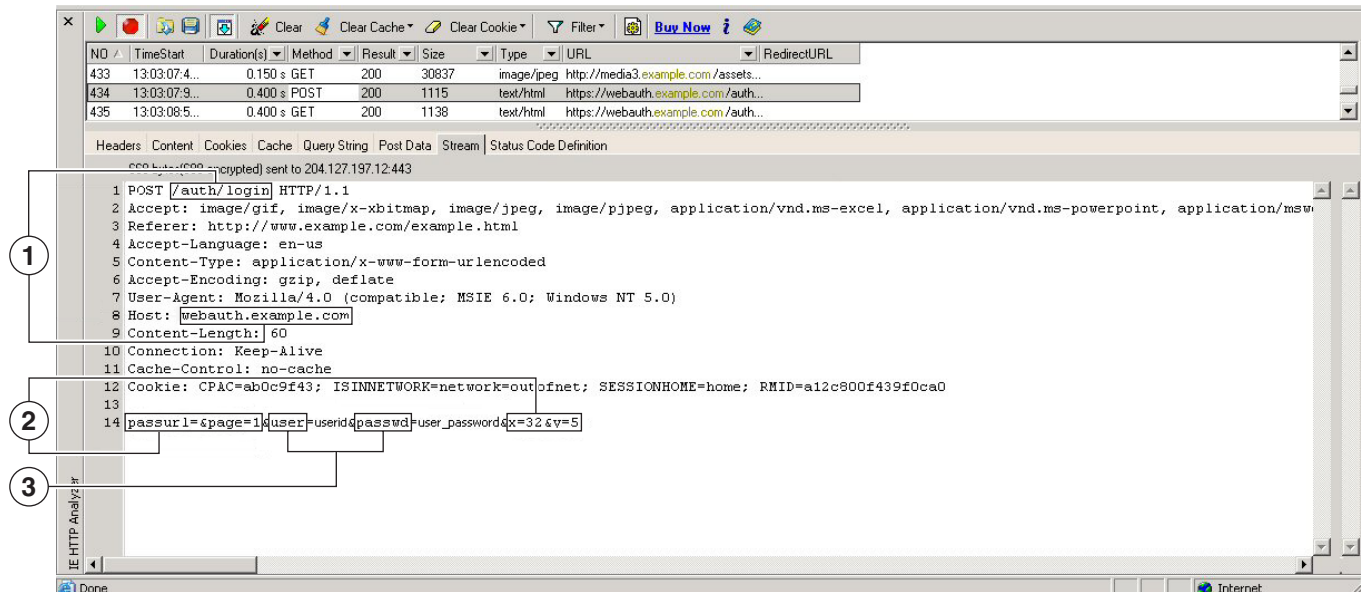 Clear Clear Cache Clear Cookie Filter Buy Now i
NO TimeStart Duration(s) Method Result Size Type URL RedirectURL
433 13:03:07:4... 0.150 s GET 200 30837 image/jpeg http://media3.example.com/assets...
434 13:03:07:9... 0.400 s POST 200 1115 text/html https://webauth.example.com/auth...
435 13:03:08:5... 0.400 s GET 200 1138 text/html https://webauth.example.com/auth...
Headers Content Cookies Cache Query String Post Data Stream Status Code Definition
encrypted) sent to 204.127.197.12:443
1 POST /auth/login HTTP/1.1
2 Accept: image/gif, image/x-xbitmap, image/jpeg, image/pjpeg, application/vnd.ms-excel, application/vnd.ms-powerpoint, application/msw
3 Referer: http://www.example.com/example.html
4 Accept-Language: en-us
5 Content-Type: application/x-www-form-urlencoded
6 Accept-Encoding: gzip, deflate
7 User-Agent: Mozilla/4.0 (compatible; MSIE 6.0; Windows NT 5.0)
8 Host: webauth.example.com
9 Content-Length: 60
10 Connection: Keep-Alive
11 Cache-Control: no-cache
12 Cookie: CPAC=ab0c9f43; ISINNETWORK=network=outofnet; SESSIONHOME=home; RMID=a12c800f439f0ca0
13
14 passurl=&page=1&user=userid&passwd=user_password&x=32&y=5
1
2
3
IE HTTP Analyzer
Done Internet